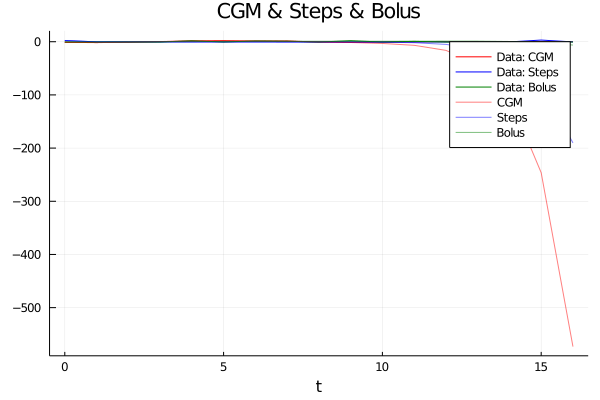 CGM & Steps & Bolus
0
−100
−200
−300
−400
−500
Data: CGM
Data: Steps
Data: Bolus
CGM
Steps
Bolus
0
5
10
15
t